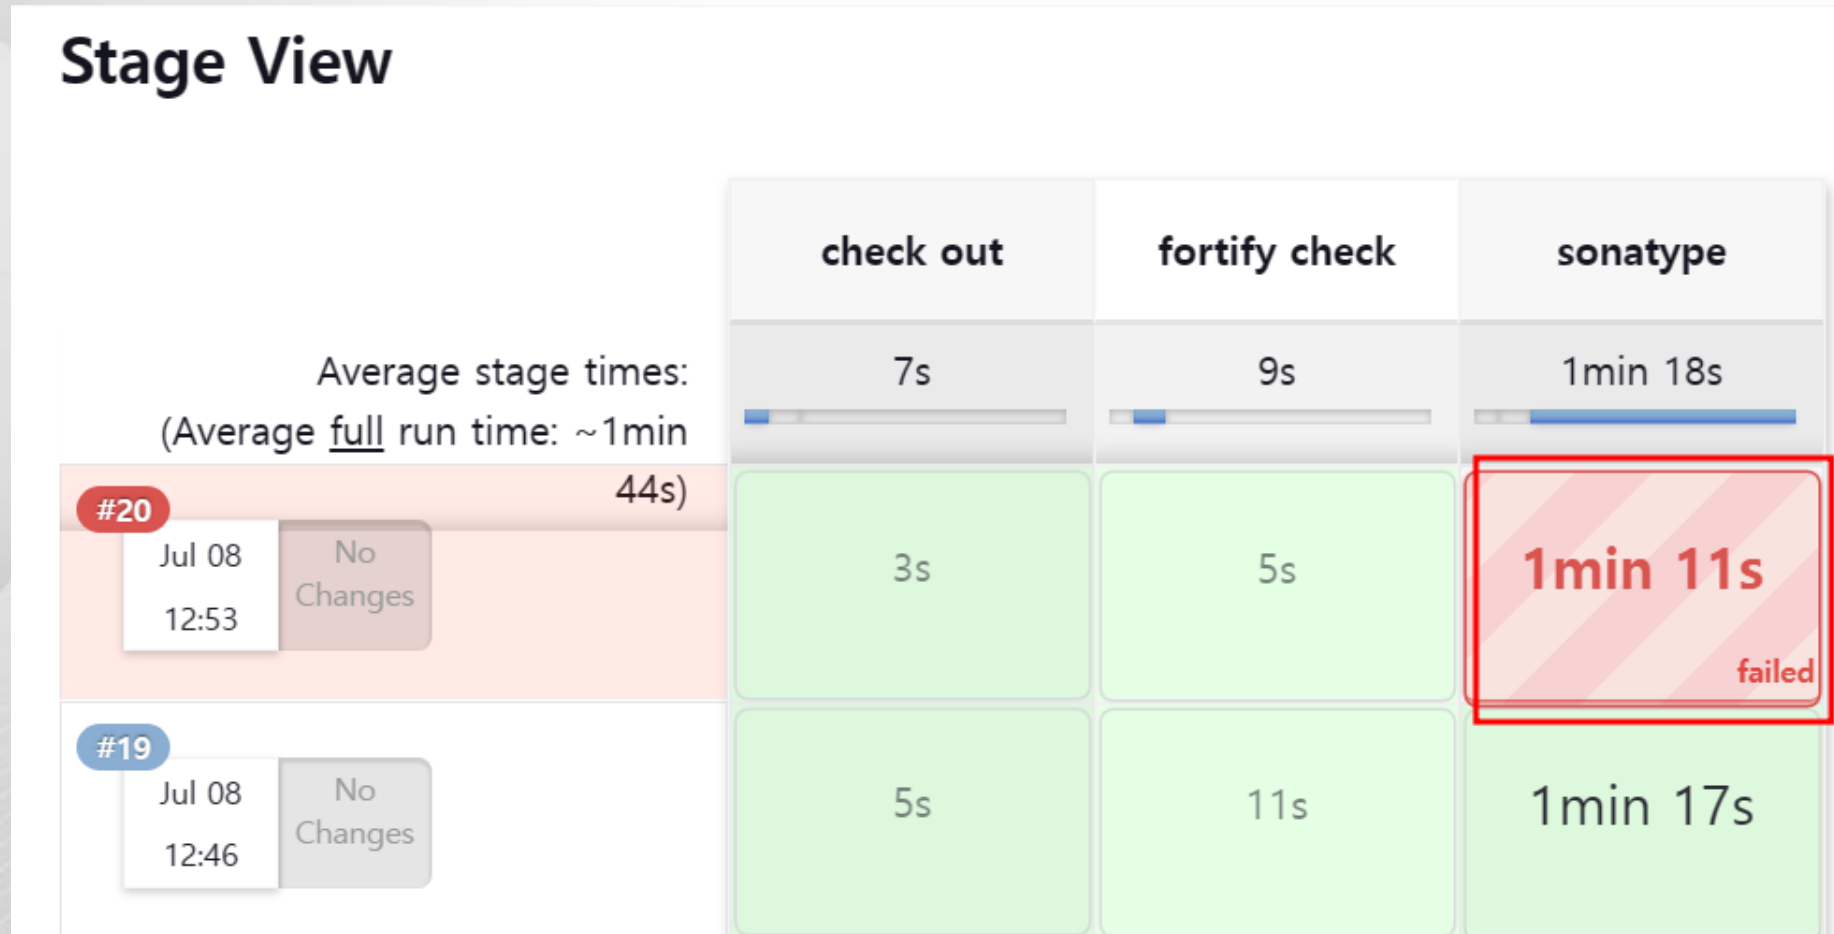 Stage View
check out
fortify check
sonatype
Average stage times:
(Average full run time: ~1min
44s)
7s
9s
1min 18s
#20
Jul 08
12:53
No
Changes
3s
5s
1min 11s
failed
#19
Jul 08
12:46
No
Changes
5s
11s
1min 17s